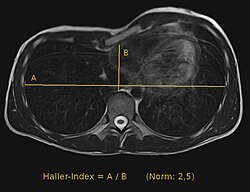 B
A
Haller-Index = A / B (Norm: 2,5)